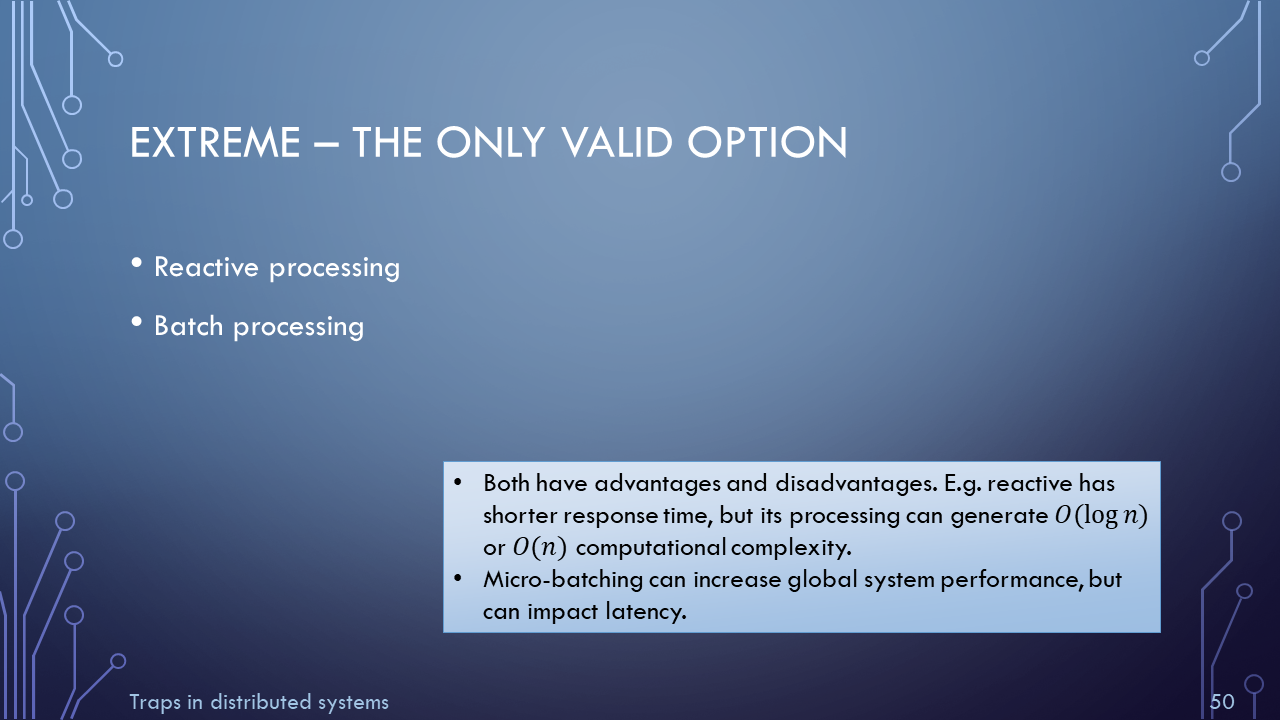 EXTREME – THE ONLY VALID OPTION
• Reactive processing
• Batch processing
• Both have advantages and disadvantages. E.g. reactive has
shorter response time, but its processing can generate O(log n)
or O(n) computational complexity.
• Micro-batching can increase global system performance, but
can impact latency.
Traps in distributed systems
50